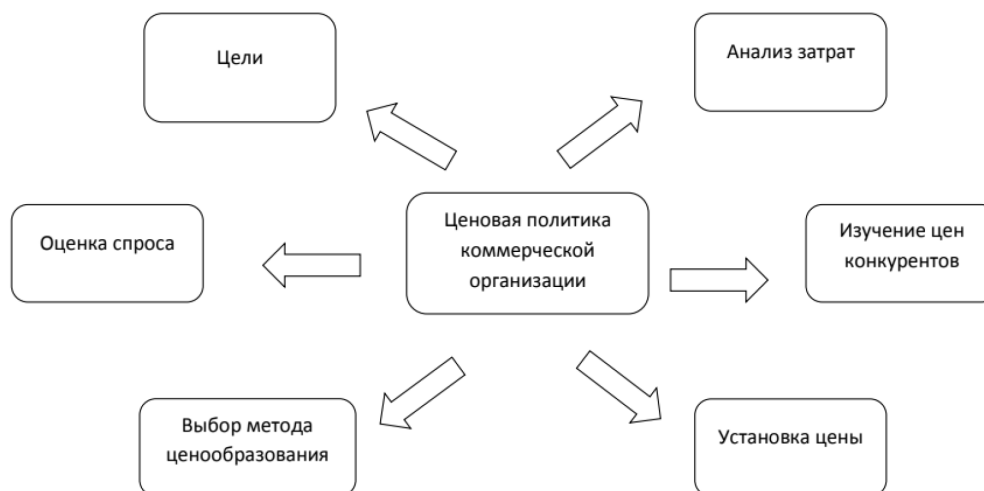 Цели
Анализ затрат
Оценка спроса
Ценовая политика
коммерческой
организации
Изучение цен
конкурентов
Выбор метода
ценообразования
Установка цены